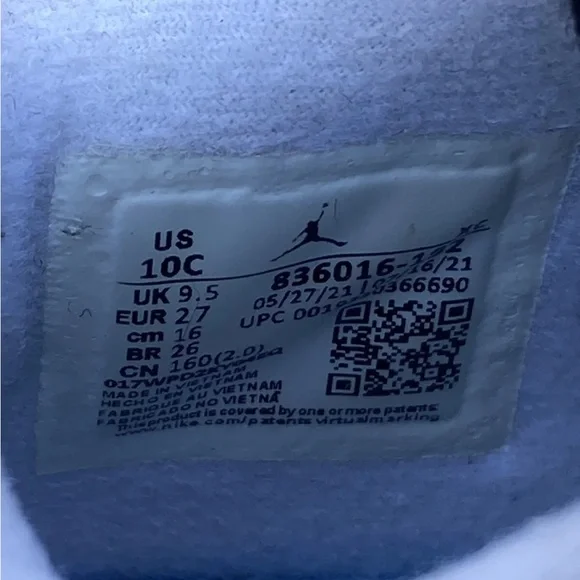 US
10C
UK 9.5
EUR 27
cm 16
BR 26
CN 160(2.0)
XC
05/27/21
UPC
MADE IN VIETNAM
HECHO EN VIETNAM
FABRIQUE AU VIETNAM
FABRICADO NO VIETNÃ
This product is covered by one or more patents
www.nike.com/patents virtualmarking